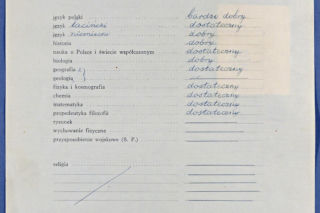 język polski bardzo dobry
język łaciński dostateczny
język niemiecki dobry
historia dobry
nauka o Polsce i świecie współczesnym dostateczny
biologia dobry
geografia z } dostateczny
geologią
fizyka i kosmografia dostateczny
chemia dostateczny
matematyka dostateczny
propedeutyka filozofii dostateczny
rysunek
wychowanie fizyczne
przysposobienie wojskowe (S. P.)
religia